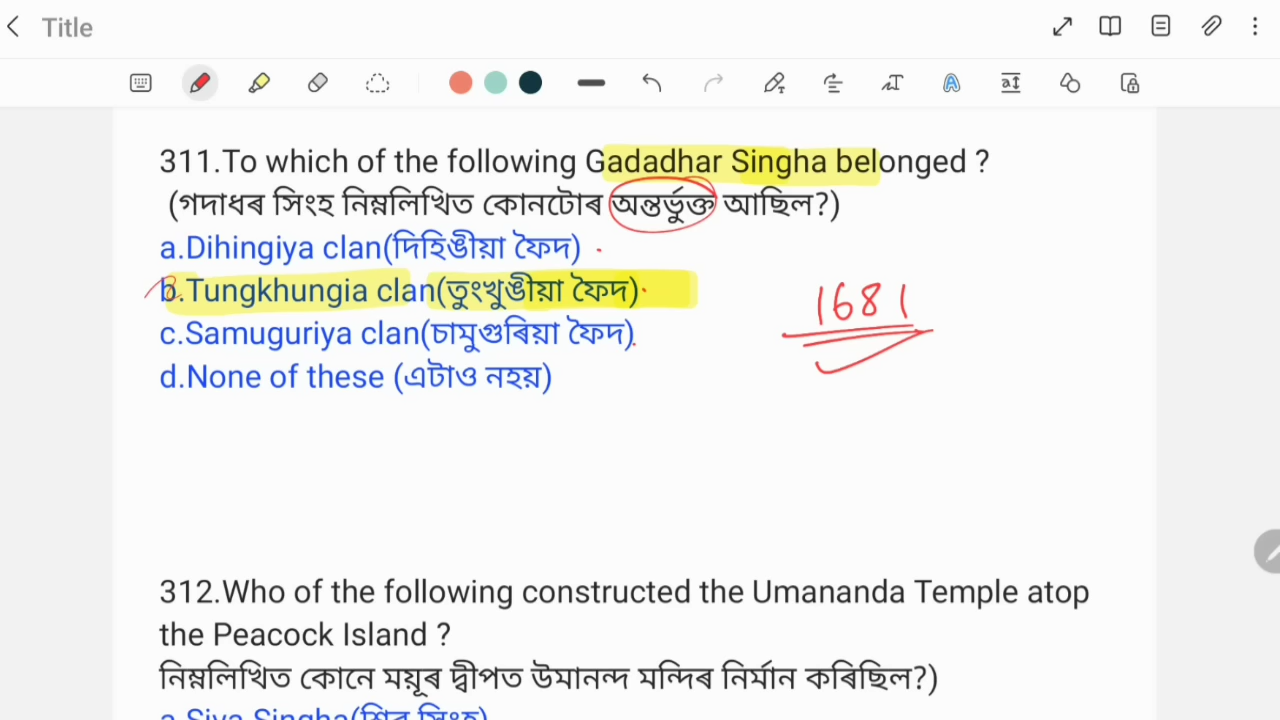 Title
311.To which of the following Gadadhar Singha belonged ?
(গদাধৰ সিংহ নিম্নলিখিত কোনটোৰ অন্তৰ্ভুক্ত আছিল?)
a.Dihingiya clan(দিহিঙীয়া ফৈদ)
b.Tungkhungia clan(তুংখুঙীয়া ফৈদ)
1681
c.Samuguriya clan(চামুগুৰিয়া ফৈদ)
d.None of these (এটাও নহয়)
312.Who of the following constructed the Umananda Temple atop
the Peacock Island ?
নিম্নলিখিত কোনে ময়ূৰ দ্বীপত উমানন্দ মন্দিৰ নিৰ্মান কৰিছিল?)
a.Siva Singha(শিৱ সিংহ)